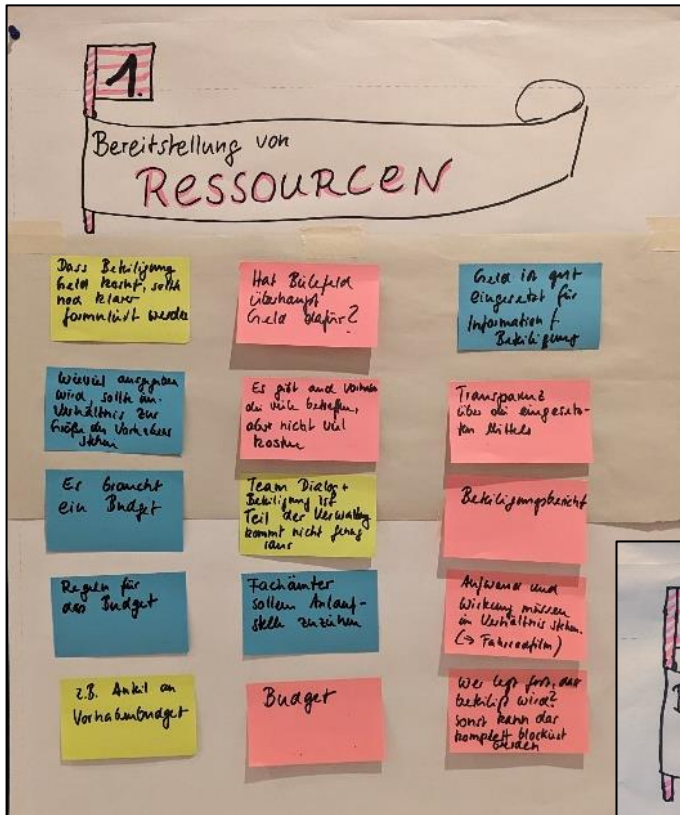 1.
Bereitstellung von
RESSOURCEN
Dass Beteiligung
Geld kostet, sollte
noch klarer
formuliert werden
Hat Bielefeld
überhaupt
Geld dafür?
Geld ist gut
eingesetzt für
Information +
Beteiligung
Wieviel ausgegeben
wird, sollte im
Verhältnis zur
Größe des Vorhabens
stehen
Es gibt auch Vorhaben
die viele betreffen,
aber nicht viel
kosten
Transparenz
über die eingesetz-
ten Mittel
Es braucht
ein Budget
Team Dialog +
Beteiligung ist
Teil der Verwaltung
kommt nicht genug
raus
Beteiligungsbericht
Regeln für
das Budget
Fachämter
sollen Anlauf-
stelle zuziehen
Aufwand und
Wirkung müssen
im Verhältnis stehen.
(→ Fahrradfilm)
z.B. Anteil an
Vorhabenbudget
Budget
Wer legt fest, dass
beteiligt wird?
sonst kann das
komplett blockiert
werden